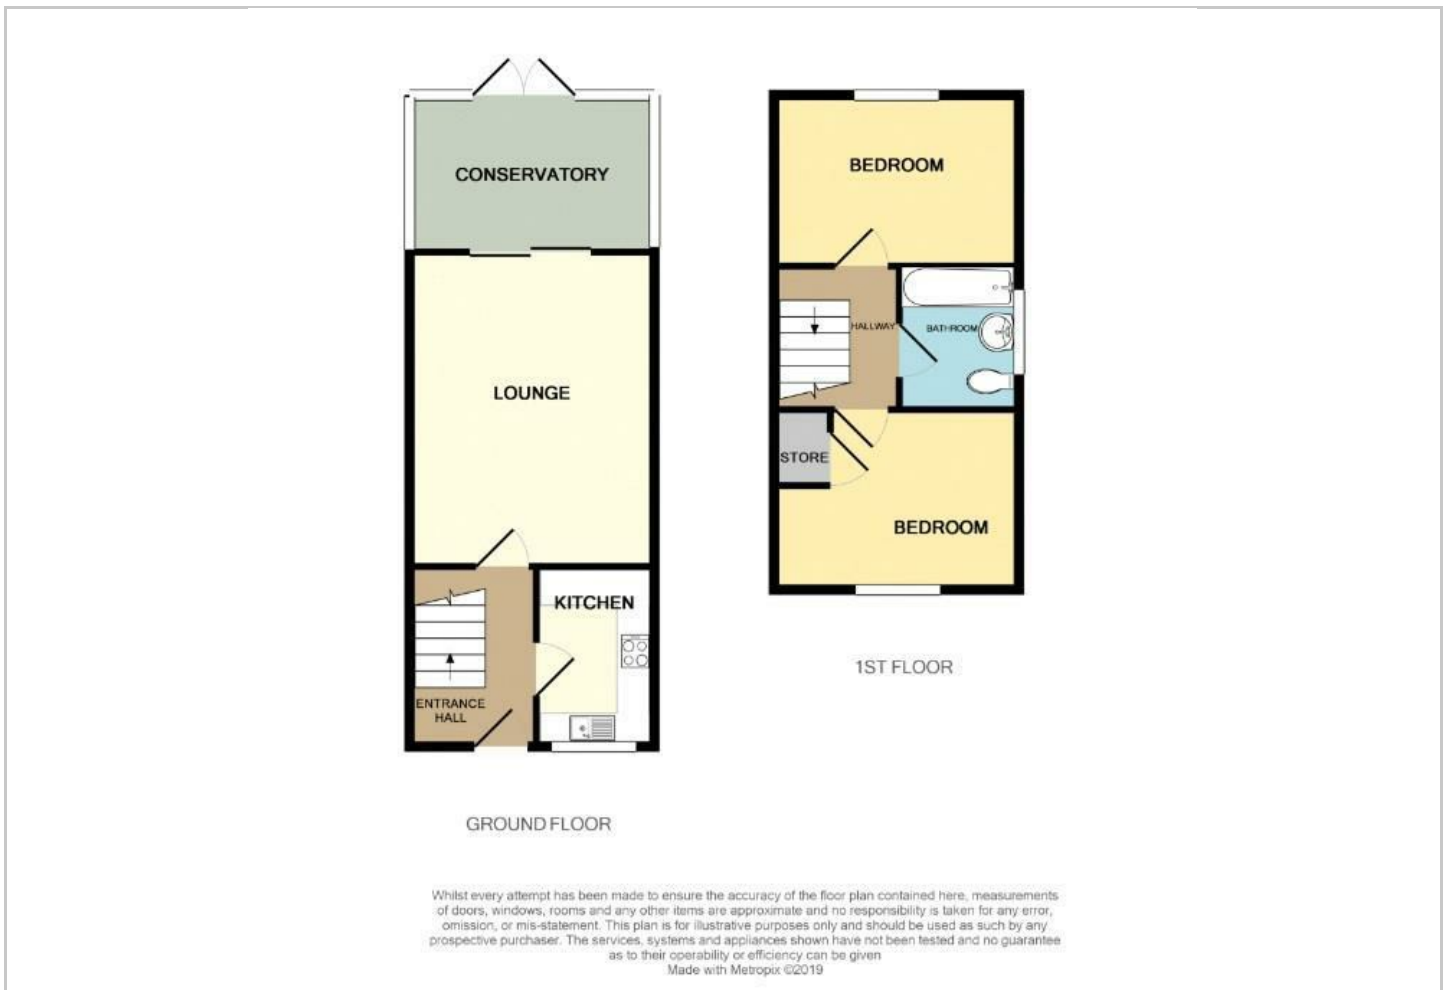 CONSERVATORY
LOUNGE
KITCHEN
ENTRANCE
HALL
GROUND FLOOR
BEDROOM
HALLWAY
BATHROOM
STORE
BEDROOM
1ST FLOOR
Whilst every attempt has been made to ensure the accuracy of the floor plan contained here, measurements
of doors, windows, rooms and any other items are approximate and no responsibility is taken for any error,
omission, or mis-statement. This plan is for illustrative purposes only and should be used as such by any
prospective purchaser. The services, systems and appliances shown have not been tested and no guarantee
as to their operability or efficiency can be given
Made with Metropix ©2019